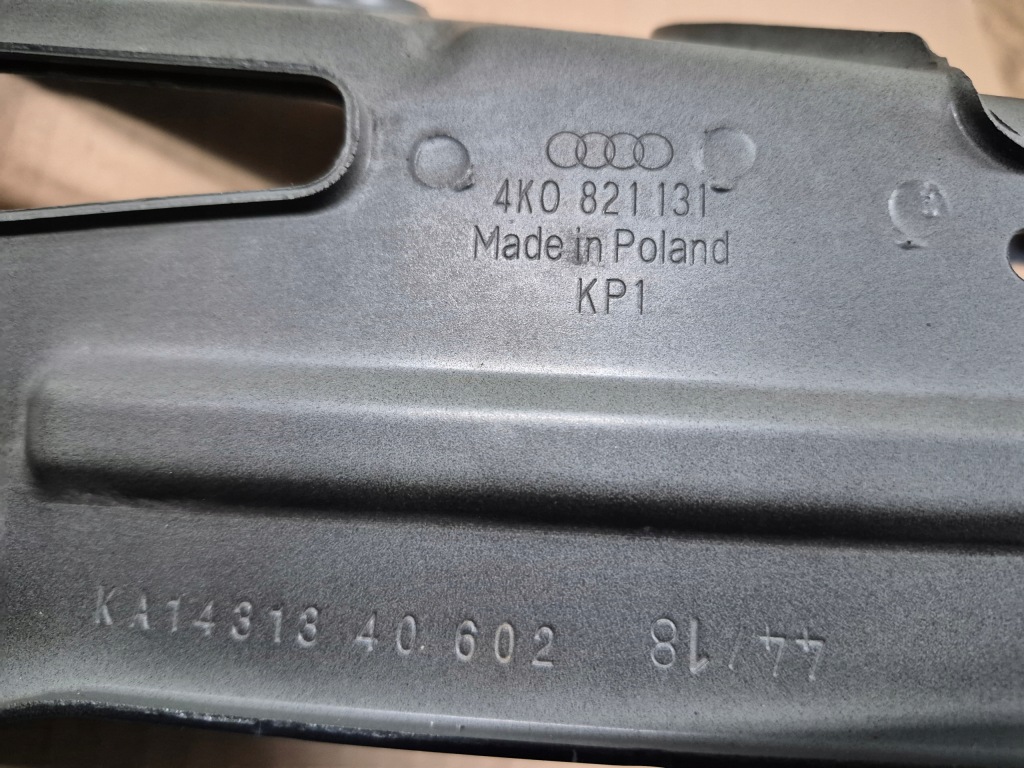 4K0 821 131
Made in Poland
KP1
KA14313 40. 602 44/18